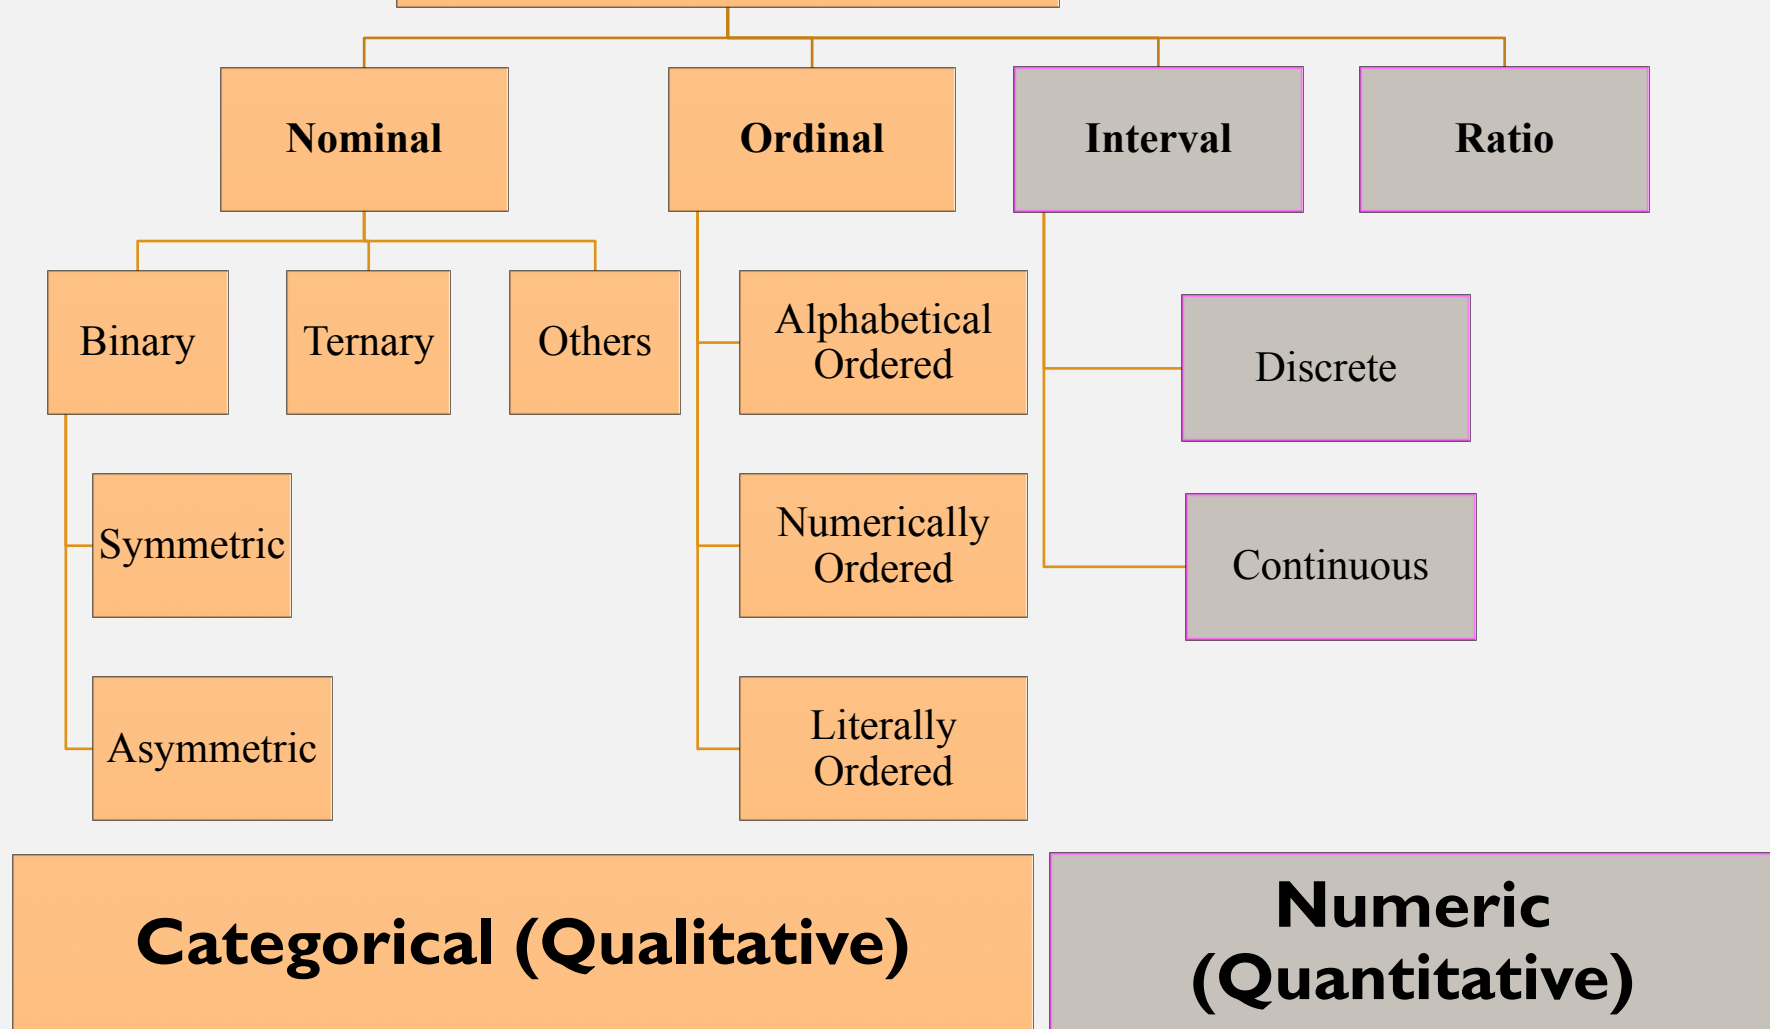 Nominal
Ordinal
Interval
Ratio
Binary
Ternary
Others
Alphabetical
Ordered
Discrete
Symmetric
Numerically
Ordered
Continuous
Asymmetric
Literally
Ordered
Categorical (Qualitative)
Numeric
(Quantitative)